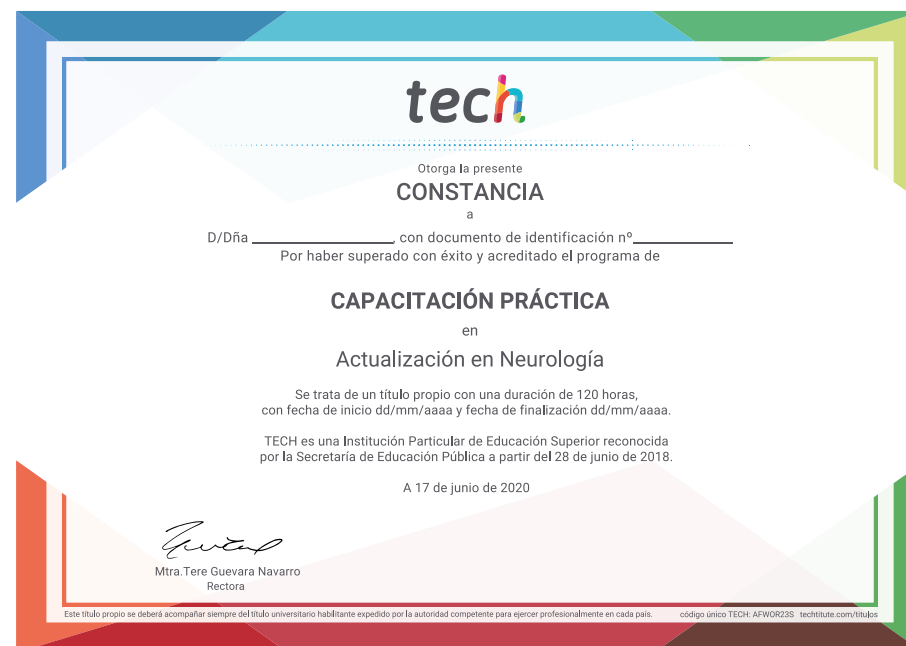 tech
Otorga la presente
CONSTANCIA
a
D/Dña ____________________, con documento de identificación nº______________
Por haber superado con éxito y acreditado el programa de
CAPACITACIÓN PRÁCTICA
en
Actualización en Neurología
Se trata de un título propio con una duración de 120 horas,
con fecha de inicio dd/mm/aaaa y fecha de finalización dd/mm/aaaa.
TECH es una Institución Particular de Educación Superior reconocida
por la Secretaría de Educación Pública a partir del 28 de junio de 2018.
A 17 de junio de 2020
Mtra.Tere Guevara Navarro
Rectora
Este título propio se deberá acompañar siempre del título universitario habilitante expedido por la autoridad competente para ejercer profesionalmente en cada país. código único TECH: AFWOR23S techtitute.com/titulos